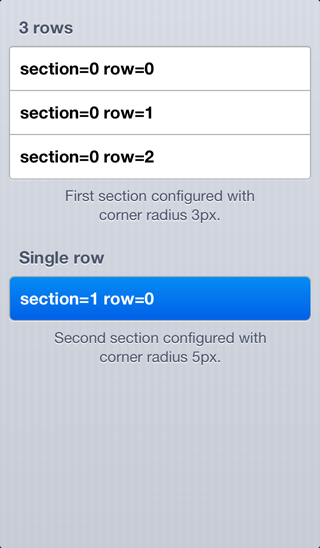 3 rows
section=0 row=0
section=0 row=1
section=0 row=2
First section configured with
corner radius 3px.
Single row
section=1 row=0
Second section configured with
corner radius 5px.